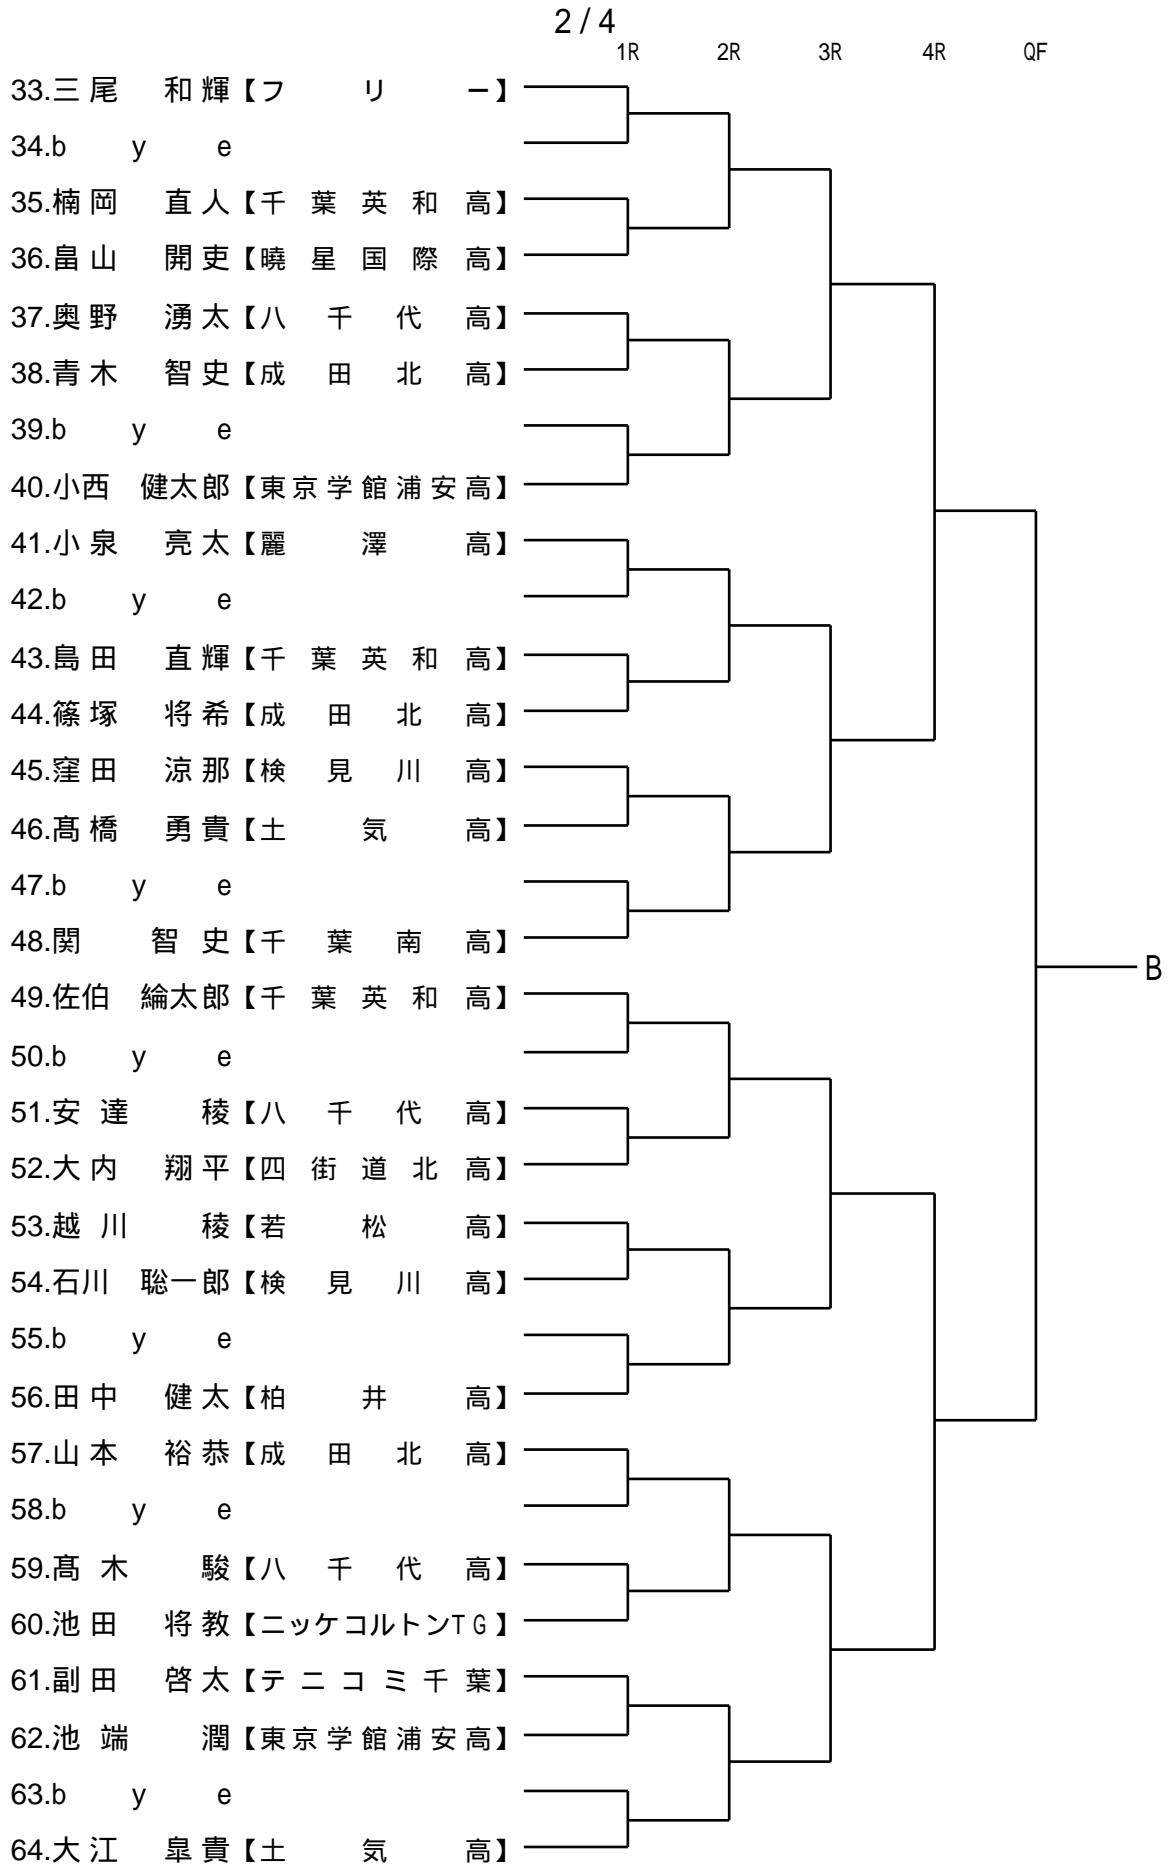 2 / 4
1R 2R 3R 4R QF
33.三尾 和輝【フリー】
34.bye
35.楠岡 直人【千葉英和高】
36.畠山 開吏【暁星国際高】
37.奥野 湧太【八千代高】
38.青木 智史【成田北高】
39.bye
40.小西 健太郎【東京学館浦安高】
41.小泉 亮太【麗澤高】
42.bye
43.島田 直輝【千葉英和高】
44.篠塚 将希【成田北高】
45.窪田 涼那【検見川高】
46.髙橋 勇貴【土気高】
47.bye
48.関 智史【千葉南高】
B
49.佐伯 綸太郎【千葉英和高】
50.bye
51.安達 稜【八千代高】
52.大内 翔平【四街道北高】
53.越川 稜【若松高】
54.石川 聡一郎【検見川高】
55.bye
56.田中 健太【柏井高】
57.山本 裕恭【成田北高】
58.bye
59.髙木 駿【八千代高】
60.池田 将教【ニッケコルトンTG】
61.副田 啓太【テニコミ千葉】
62.池端 潤【東京学館浦安高】
63.bye
64.大江 皐貴【土気高】